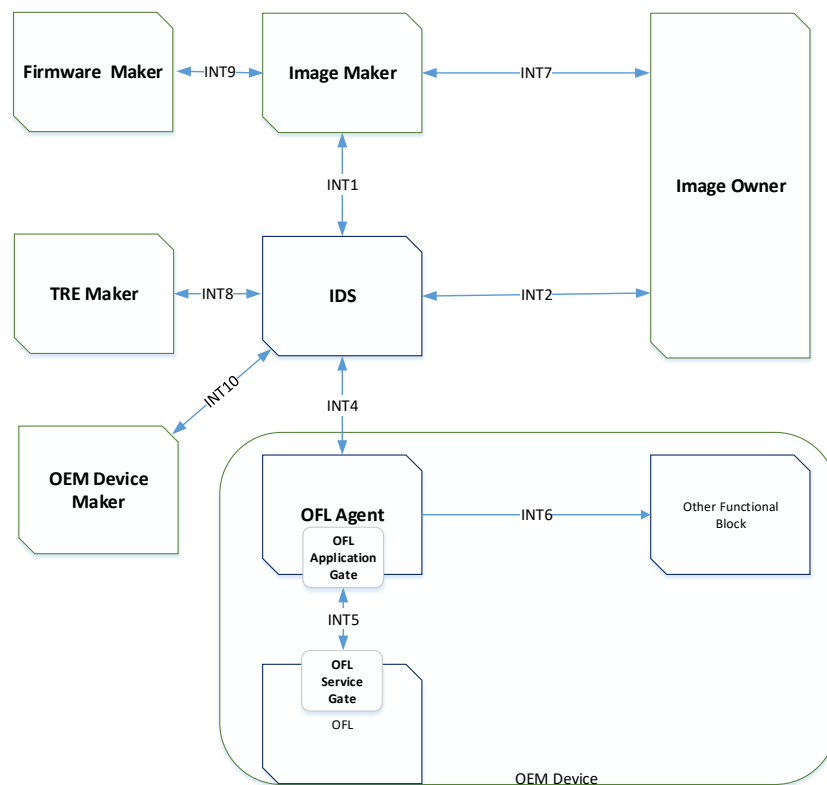 Firmware Maker
INT9
Image Maker
INT7
Image Owner
INT1
TRE Maker
INT8
IDS
INT2
INT10
INT4
OEM Device
Maker
OFL Agent
OFL
Application
Gate
INT6
Other Functional
Block
INT5
OFL
Service
Gate
OFL
OEM Device